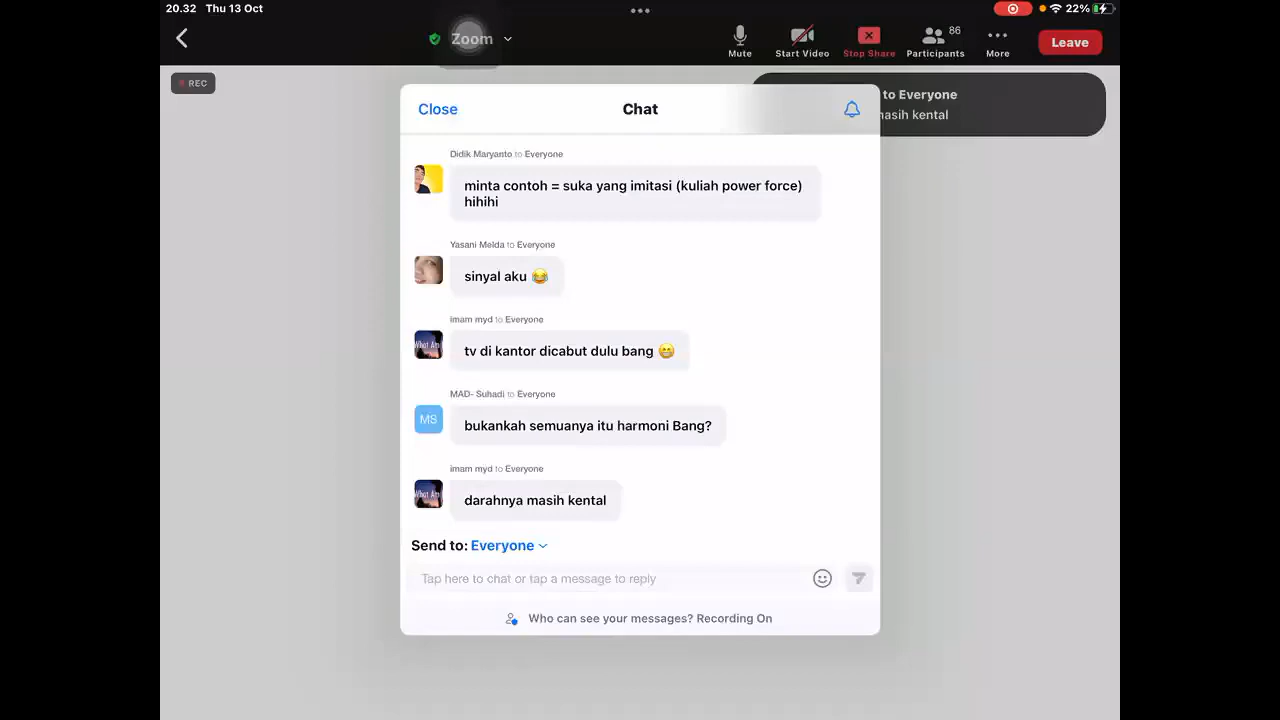 20.32 Thu 13 Oct
22%
Zoom
Mute
Start Video
Stop Share
86
Participants
More
Leave
REC
to Everyone
masih kental
Close
Chat
Didik Maryanto to Everyone
minta contoh = suka yang imitasi (kuliah power force)
hihihi
Yasani Melda to Everyone
sinyal aku 😂
imam myd to Everyone
What Am I
tv di kantor dicabut dulu bang 😁
MAD- Suhadi to Everyone
MS
bukankah semuanya itu harmoni Bang?
imam myd to Everyone
What Am I
darahnya masih kental
Send to: Everyone
Tap here to chat or tap a message to reply
Who can see your messages? Recording On